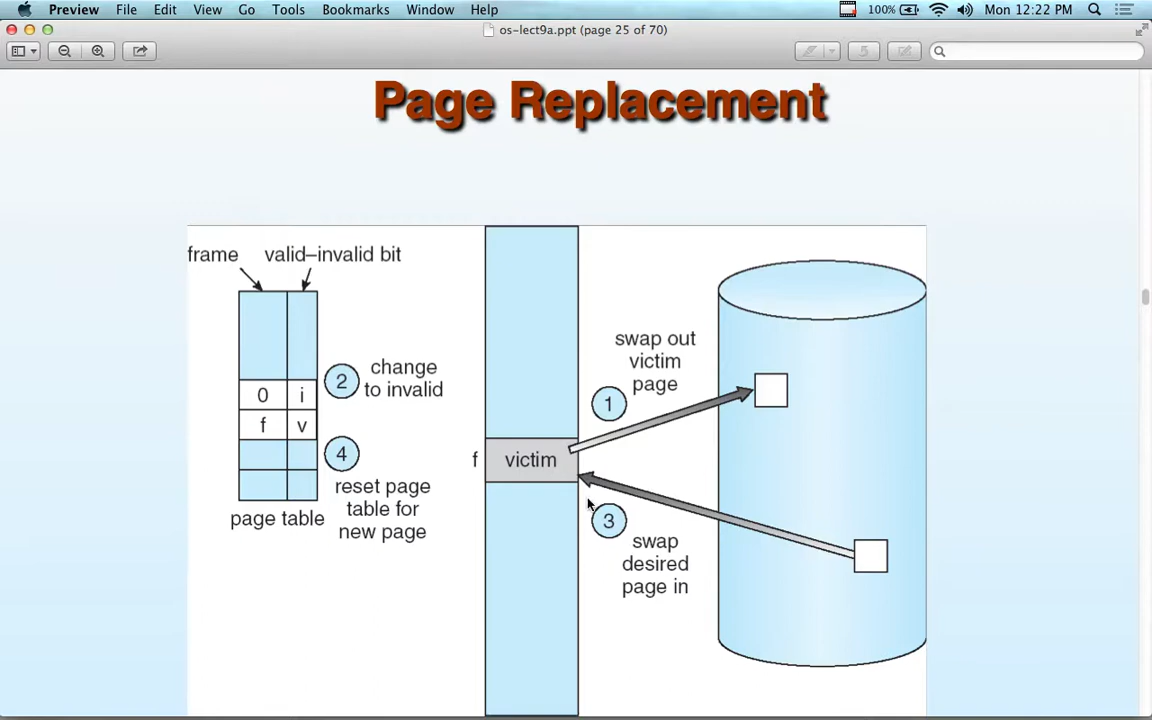 Preview File Edit View Go Tools Bookmarks Window Help 100% Mon 12:22 PM
os-lect9a.ppt (page 25 of 70)
5
Page Replacement
frame valid–invalid bit
0 i
f v
page table
2 change
to invalid
4
reset page
table for
new page
f victim
swap out
victim
page
1
3
swap
desired
page in